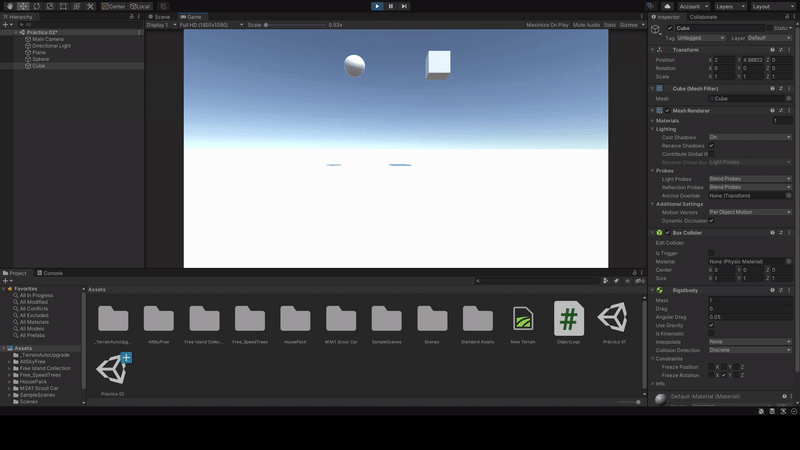 Center
Local
Account
Layers
Layout
Hierarchy
All
Práctica 02*
Main Camera
Directional Light
Plane
Sphere
Cube
Scene
Game
Display 1
Full HD (1920x1080)
Scale
0.53x
Maximize On Play
Mute Audio
Stats
Gizmos
Inspector
Collaborate
Cube
Static
Tag
Untagged
Layer
Default
Transform
Position
X 2 Y 4.98822 Z 0
Rotation
X 0 Y 0 Z 0
Scale
X 1 Y 1 Z 1
Cube (Mesh Filter)
Mesh
Cube
Mesh Renderer
Materials
1
Lighting
Cast Shadows
On
Receive Shadows
Contribute Global Il
Receive Global Illu
Light Probes
Probes
Light Probes
Blend Probes
Reflection Probes
Blend Probes
Anchor Override
None (Transform)
Additional Settings
Motion Vectors
Per Object Motion
Dynamic Occlusion
Box Collider
Edit Collider
Is Trigger
Material
None (Physic Material)
Center
X 0 Y 0 Z 0
Size
X 1 Y 1 Z 1
Rigidbody
Mass
1
Drag
0
Angular Drag
0.05
Use Gravity
Is Kinematic
Interpolate
None
Collision Detection
Discrete
Constraints
Freeze Position
X Y Z
Freeze Rotation
X Y Z
Info
Default-Material (Material)
Project
Console
Favorites
All In Progress
All Modified
All Conflicts
All Excluded
All Materials
All Models
All Prefabs
Assets
_TerrainAutoUpgrade
AllSkyFree
Free Island Collection
Free_SpeedTrees
HousePack
M3A1 Scout Car
SampleScenes
Scenes
Assets
_TerrainAutoUpg...
AllSkyFree
Free Island Collec...
Free_SpeedTrees
HousePack
M3A1 Scout Car
SampleScenes
Scenes
Standard Assets
New Terrain
ObjectLogs
Práctica 01
Práctica 02